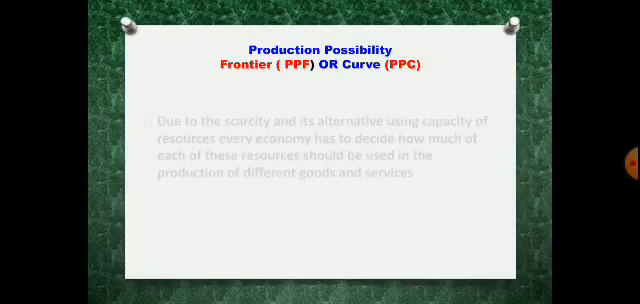 Production Possibility
Frontier ( PPF) OR Curve (PPC)
Due to the scarcity and its alternative using capacity of
resources every economy has to decide how much of
each of these resources should be used in the
production of different goods and services